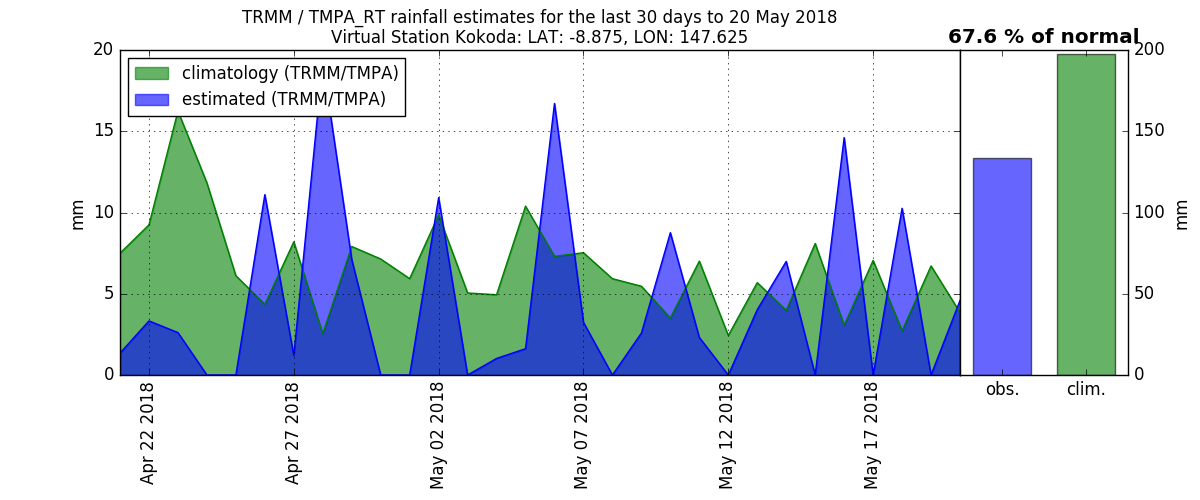 TRMM / TMPA_RT rainfall estimates for the last 30 days to 20 May 2018
Virtual Station Kokoda: LAT: -8.875, LON: 147.625
67.6 % of normal
climatology (TRMM/TMPA)
estimated (TRMM/TMPA)
mm
20
15
10
5
0
Apr 22 2018
Apr 27 2018
May 02 2018
May 07 2018
May 12 2018
May 17 2018
200
150
100
50
0
mm
obs.
clim.